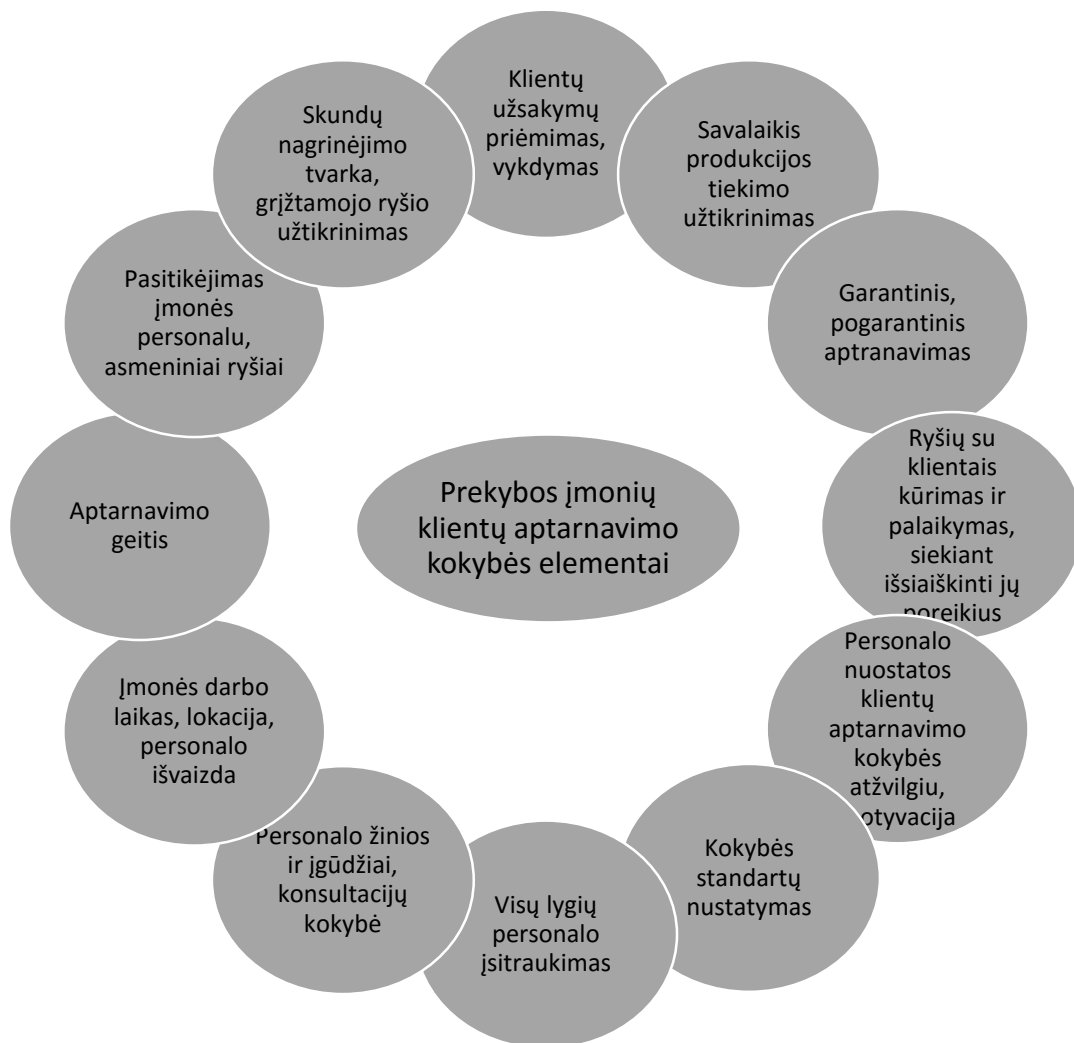 Klientų
užsakymų
priėmimas,
vykdymas
Savalaikis
produkcijos
tiekimo
užtikrinimas
Garantinis,
pogarantinis
aptranavimas
Ryšių su
klientais
kūrimas ir
palaikymas,
siekiant
išsiaiškinti jų
poreikius
Personalo
nuostatos
klientų
aptarnavimo
kokybės
atžvilgiu,
otyvacija
Kokybės
standartų
nustatymas
Visų lygių
personalo
įsitraukimas
Personalo žinios
ir įgūdžiai,
konsultacijų
kokybė
Įmonės darbo
laikas, lokacija,
personalo
išvaizda
Aptarnavimo
geitis
Pasitikėjimas
įmonės
personalu,
asmeniniai ryšiai
Skundų
nagrinėjimo
tvarka,
grįžtamojo ryšio
užtikrinimas
Prekybos įmonių
klientų aptarnavimo
kokybės elementai